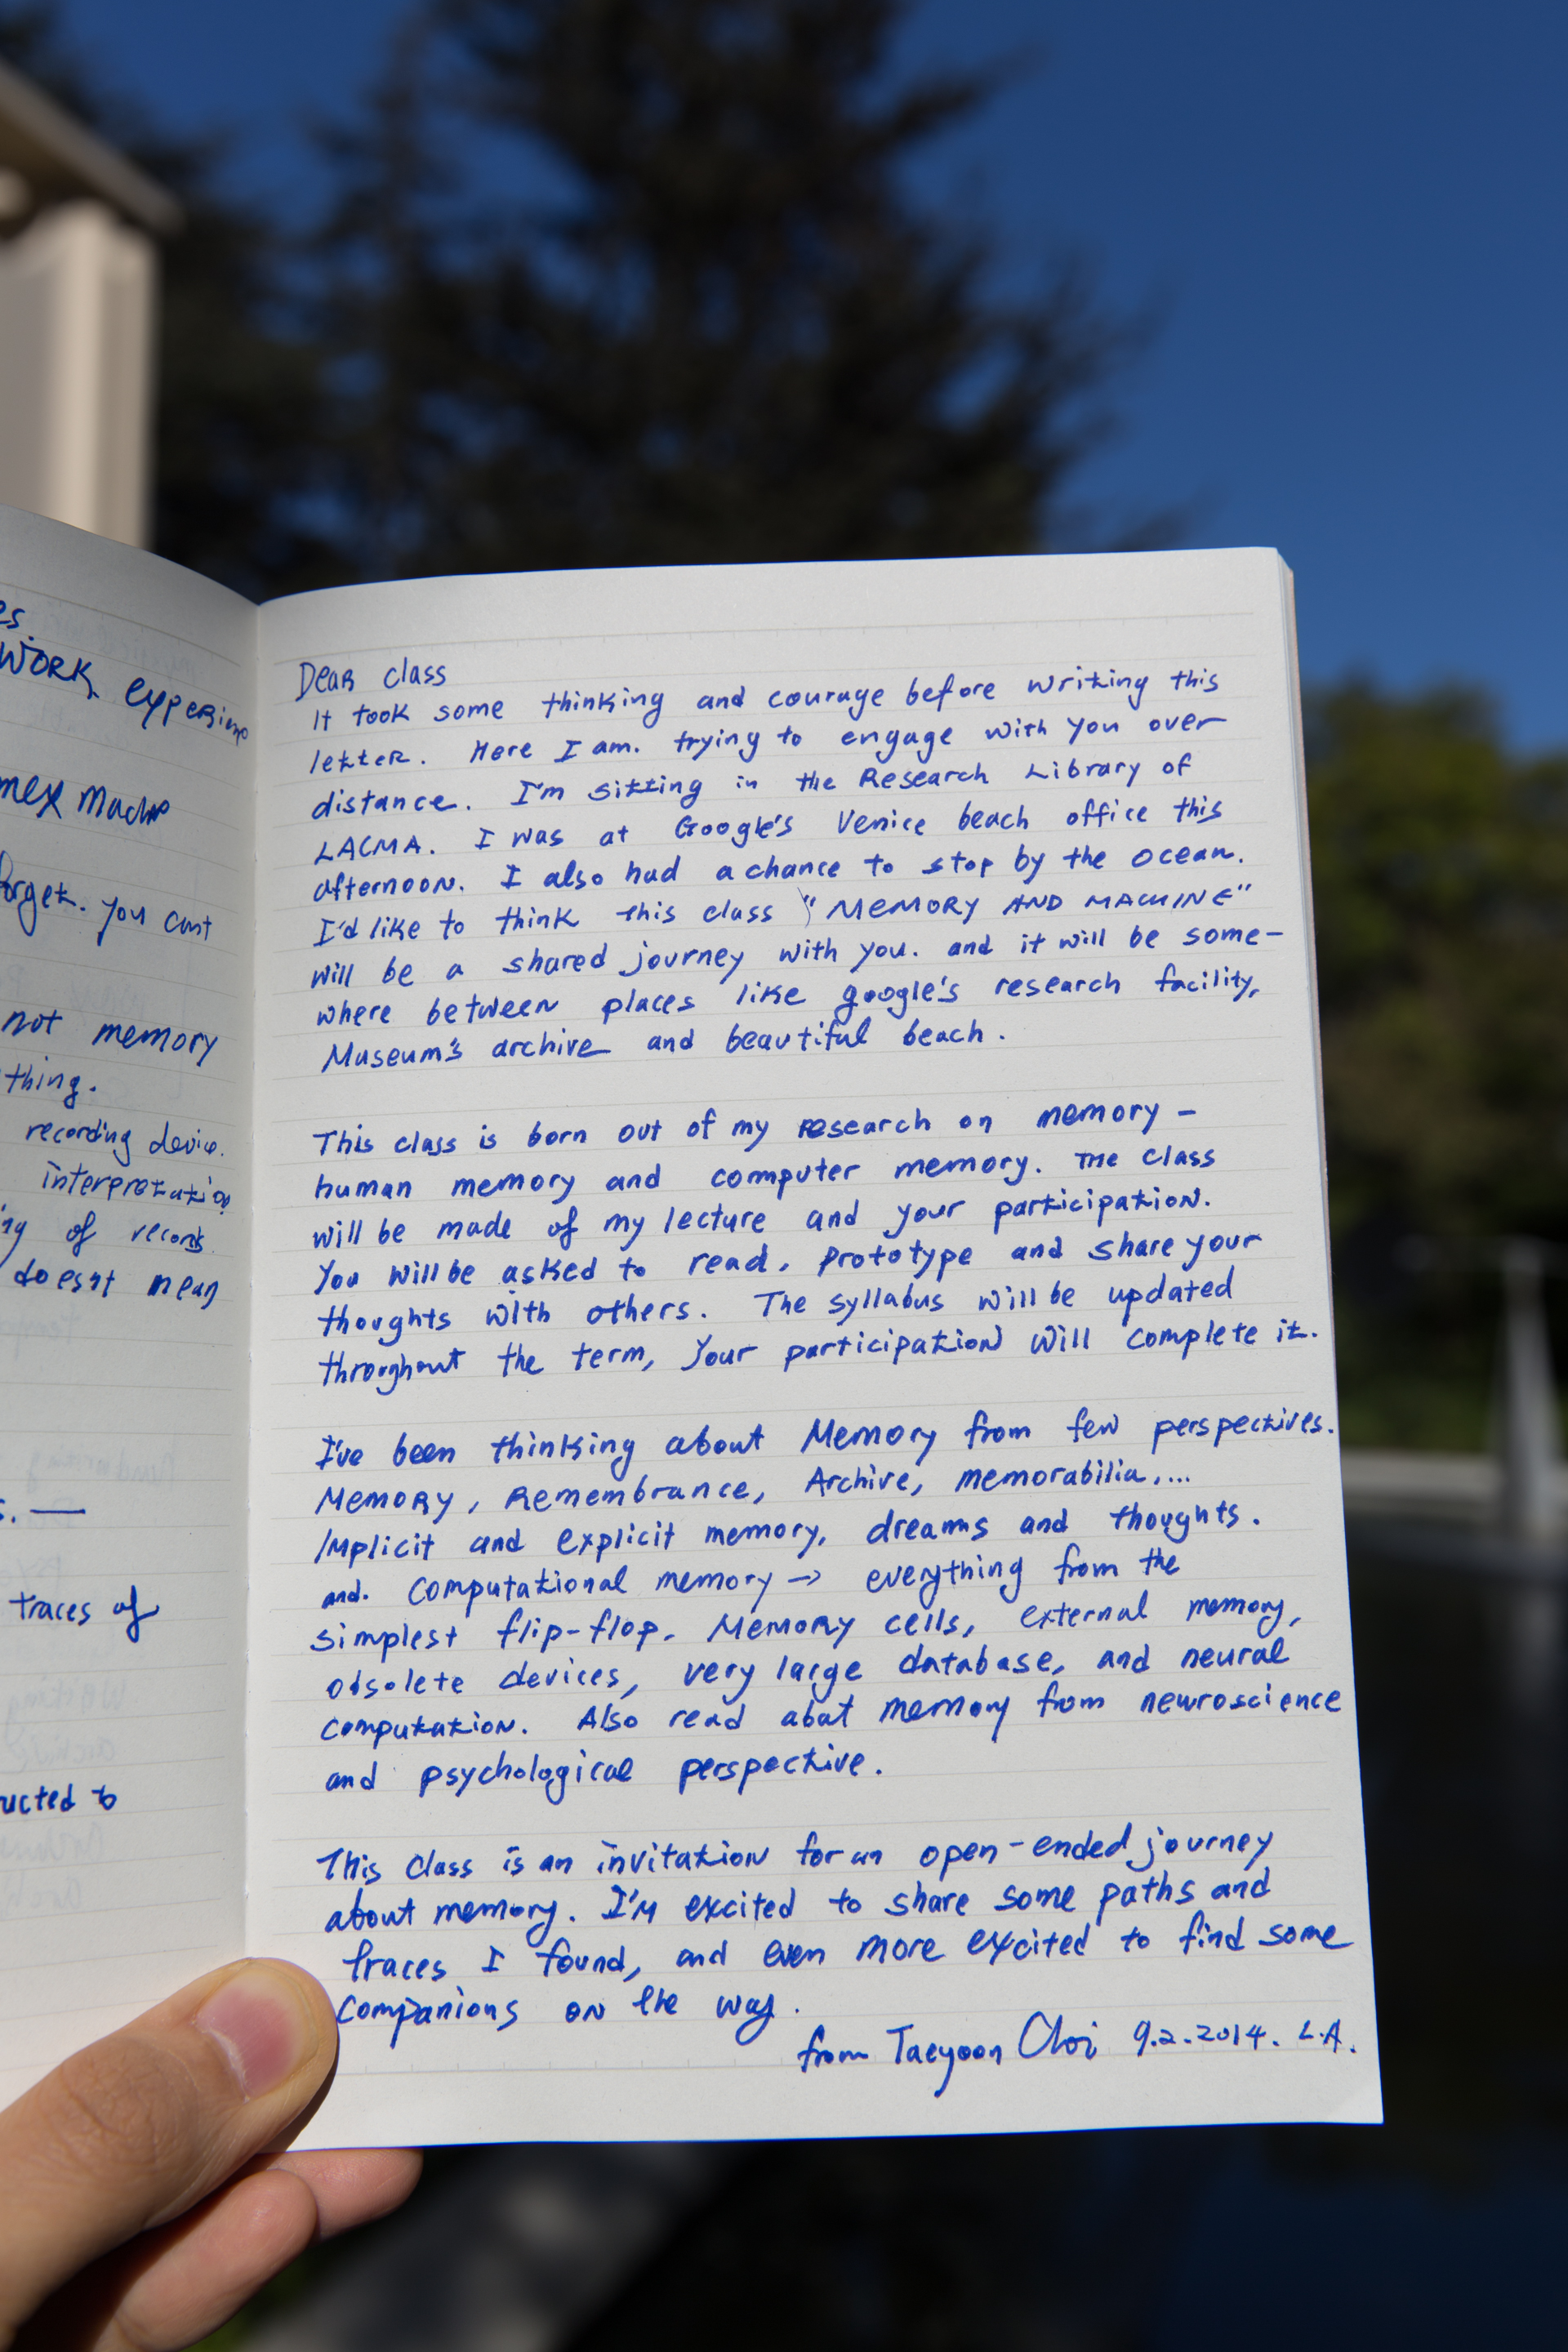 es.
WORK experience
mex Machine
forget. you cant
not memory
thing.
recording device.
interpretation
ing of records.
doesnt mean
s. —
traces of
ucted to
Dear class
It took some thinking and courage before writing this
letter. Here I am. trying to engage with you over
distance. I'm sitting in the Research Library of
LACMA. I was at Google's Venice beach office this
afternoon. I also had a chance to stop by the ocean.
I'd like to think this class "MEMORY AND MACHINE"
will be a shared journey with you. and it will be some-
where between places like google's research facility,
Museum's archive and beautiful beach.
This class is born out of my research on memory -
human memory and computer memory. The class
will be made of my lecture and your participation.
You will be asked to read, prototype and share your
thoughts with others. The syllabus will be updated
throughout the term, Your participation will complete it.
I've been thinking about Memory from few perspectives.
Memory, Remembrance, Archive, memorabilia,...
Implicit and explicit memory, dreams and thoughts.
and. Computational memory → everything from the
simplest flip-flop. Memory cells, external memory,
obsolete devices, very large database, and neural
computation. Also read abat memory from neuroscience
and psychological perspective.
This class is an invitation for an open-ended journey
about memory. I'm excited to share some paths and
traces I found, and even more excited to find some
companions on the way.
from Taeyoon Choi 9.2.2014. L.A.